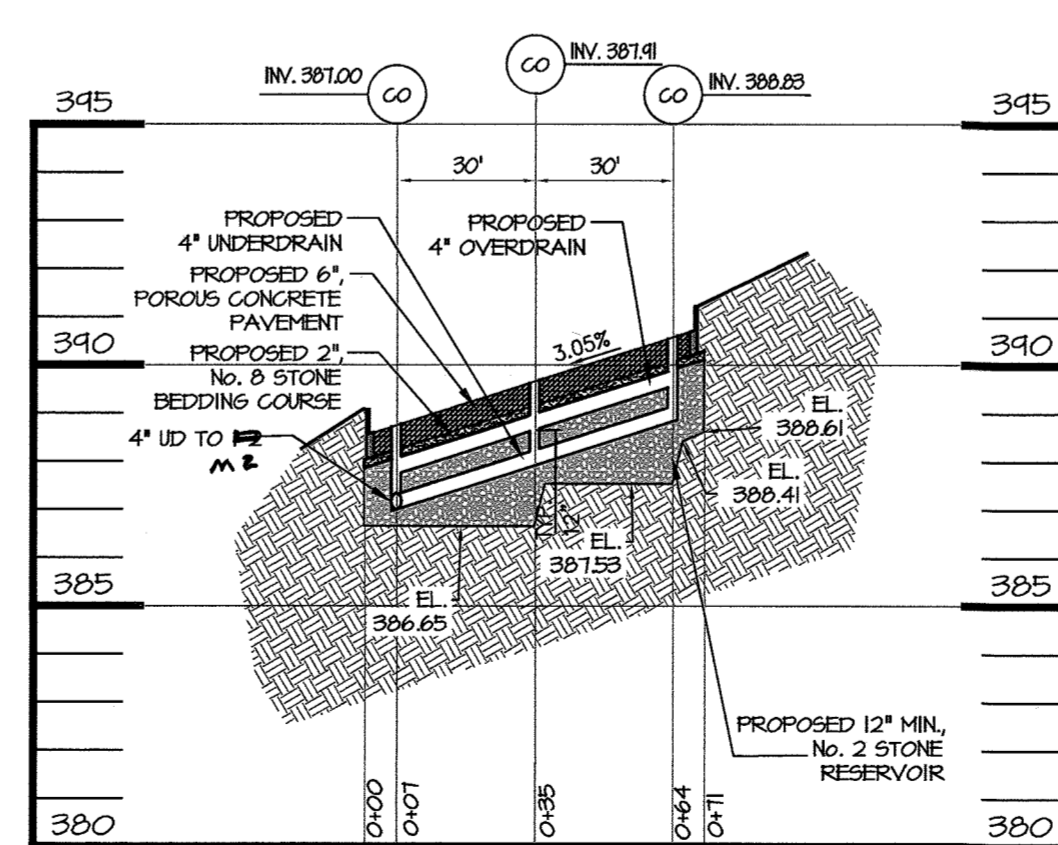 INV. 387.00
CO
INV. 387.91
CO
INV. 388.83
CO
395
395
30'
30'
PROPOSED
4" UNDERDRAIN
PROPOSED
4" OVERDRAIN
PROPOSED 6",
POROUS CONCRETE
PAVEMENT
390
390
3.05%
PROPOSED 2",
No. 8 STONE
BEDDING COURSE
4" UD TO
M 2
EL.
388.61
EL.
388.41
TYP.
12"
EL.
387.53
EL.
386.65
385
385
PROPOSED 12" MIN.,
No. 2 STONE
RESERVOIR
0+00
0+07
0+35
0+64
0+71
380
380